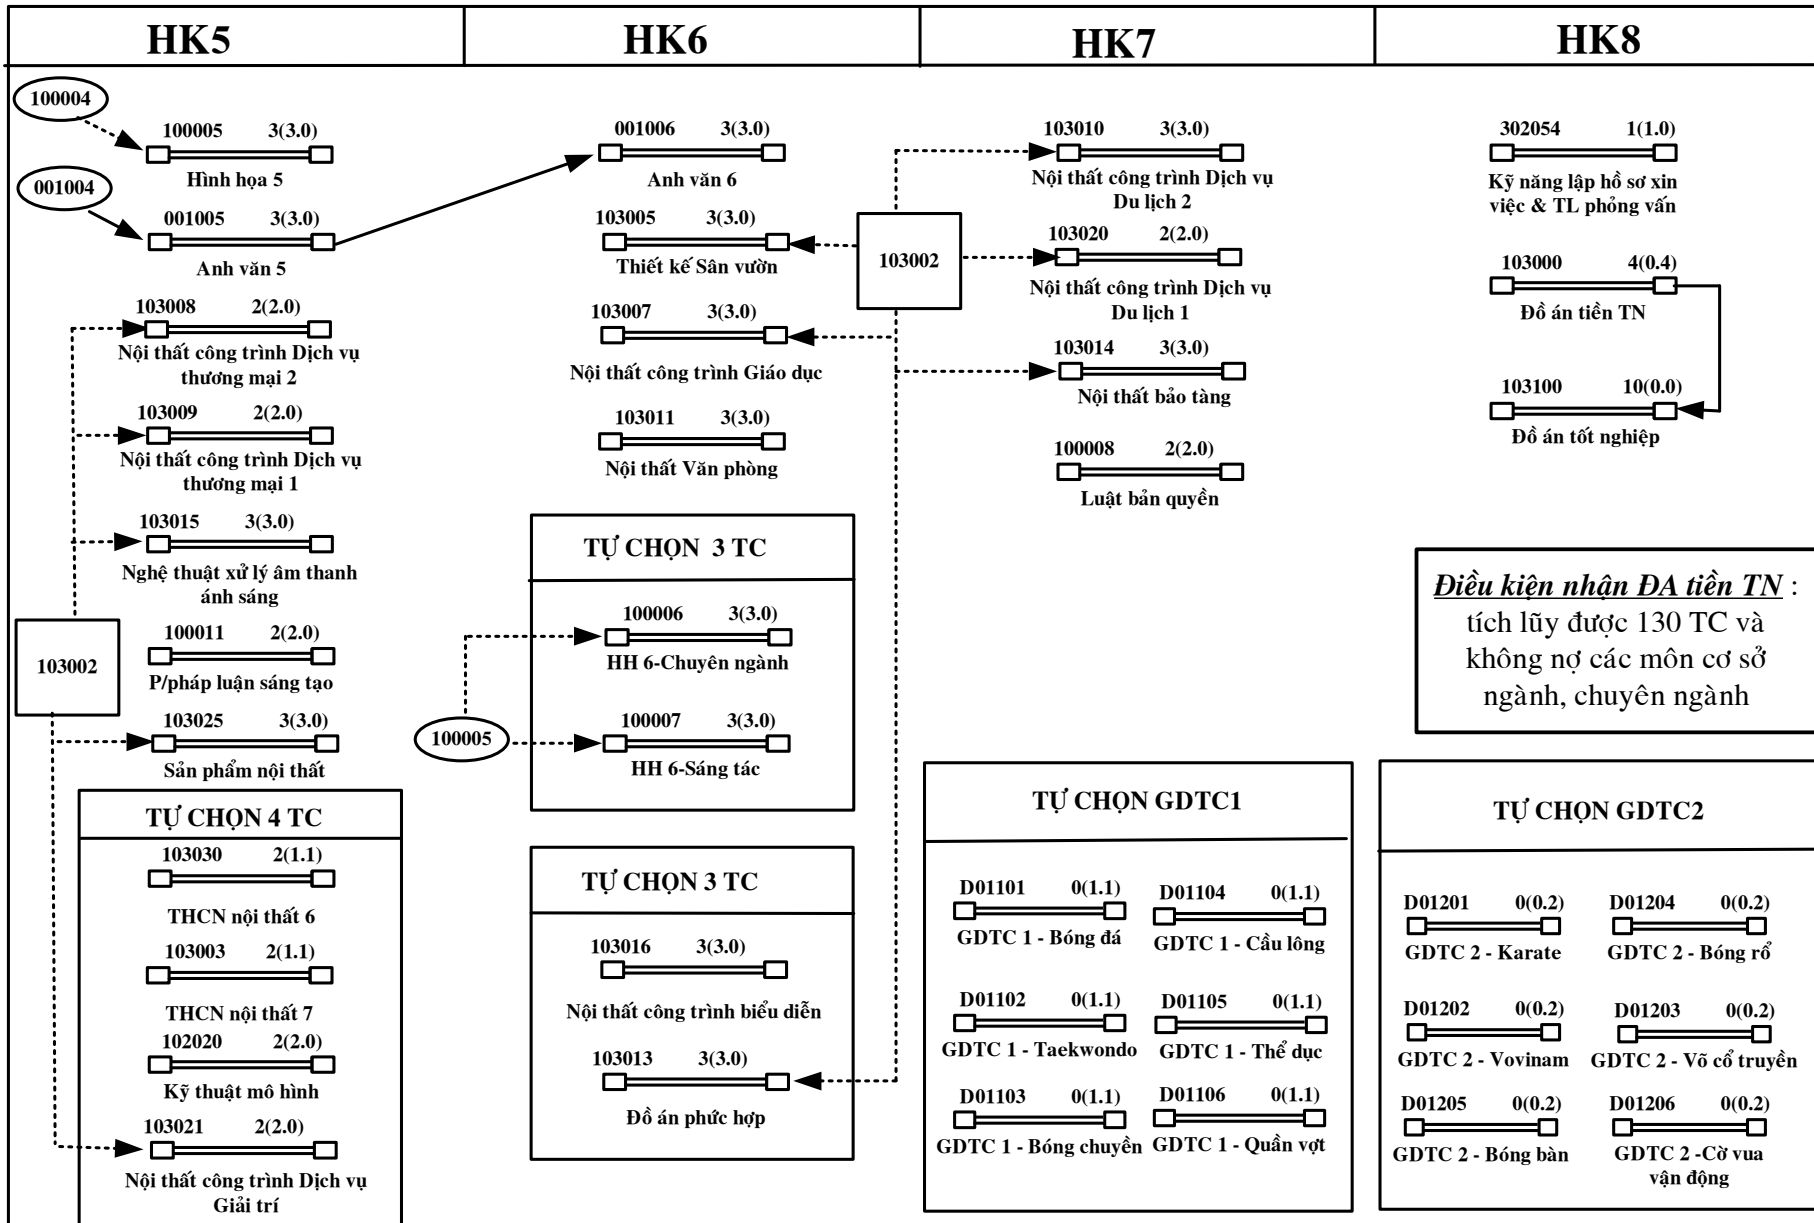 HK5
HK6
HK7
HK8
100004
100005 3(3.0)
Hình họa 5
001004
001005 3(3.0)
Anh văn 5
103008 2(2.0)
Nội thất công trình Dịch vụ
thương mại 2
103009 2(2.0)
Nội thất công trình Dịch vụ
thương mại 1
103015 3(3.0)
Nghệ thuật xử lý âm thanh
ánh sáng
103002
100011 2(2.0)
P/pháp luận sáng tạo
103025 3(3.0)
Sản phẩm nội thất
TỰ CHỌN 4 TC
103030 2(1.1)
THCN nội thất 6
103003 2(1.1)
THCN nội thất 7
102020 2(2.0)
Kỹ thuật mô hình
103021 2(2.0)
Nội thất công trình Dịch vụ
Giải trí
001006 3(3.0)
Anh văn 6
103005 3(3.0)
Thiết kế Sân vườn
103007 3(3.0)
Nội thất công trình Giáo dục
103011 3(3.0)
Nội thất Văn phòng
TỰ CHỌN 3 TC
100006 3(3.0)
HH 6-Chuyên ngành
100005
100007 3(3.0)
HH 6-Sáng tác
TỰ CHỌN 3 TC
103016 3(3.0)
Nội thất công trình biểu diễn
103013 3(3.0)
Đồ án phức hợp
103002
103010 3(3.0)
Nội thất công trình Dịch vụ
Du lịch 2
103020 2(2.0)
Nội thất công trình Dịch vụ
Du lịch 1
103014 3(3.0)
Nội thất bảo tàng
100008 2(2.0)
Luật bản quyền
TỰ CHỌN GDTC1
D01101 0(1.1) D01104 0(1.1)
GDTC 1 - Bóng đá GDTC 1 - Cầu lông
D01102 0(1.1) D01105 0(1.1)
GDTC 1 - Taekwondo GDTC 1 - Thể dục
D01103 0(1.1) D01106 0(1.1)
GDTC 1 - Bóng chuyền GDTC 1 - Quần vợt
302054 1(1.0)
Kỹ năng lập hồ sơ xin
việc & TL phỏng vấn
103000 4(0.4)
Đồ án tiền TN
103100 10(0.0)
Đồ án tốt nghiệp
Điều kiện nhận ĐA tiền TN :
tích lũy được 130 TC và
không nợ các môn cơ sở
ngành, chuyên ngành
TỰ CHỌN GDTC2
D01201 0(0.2) D01204 0(0.2)
GDTC 2 - Karate GDTC 2 - Bóng rổ
D01202 0(0.2) D01203 0(0.2)
GDTC 2 - Vovinam GDTC 2 - Võ cổ truyền
D01205 0(0.2) D01206 0(0.2)
GDTC 2 - Bóng bàn GDTC 2 -Cờ vua
vận động